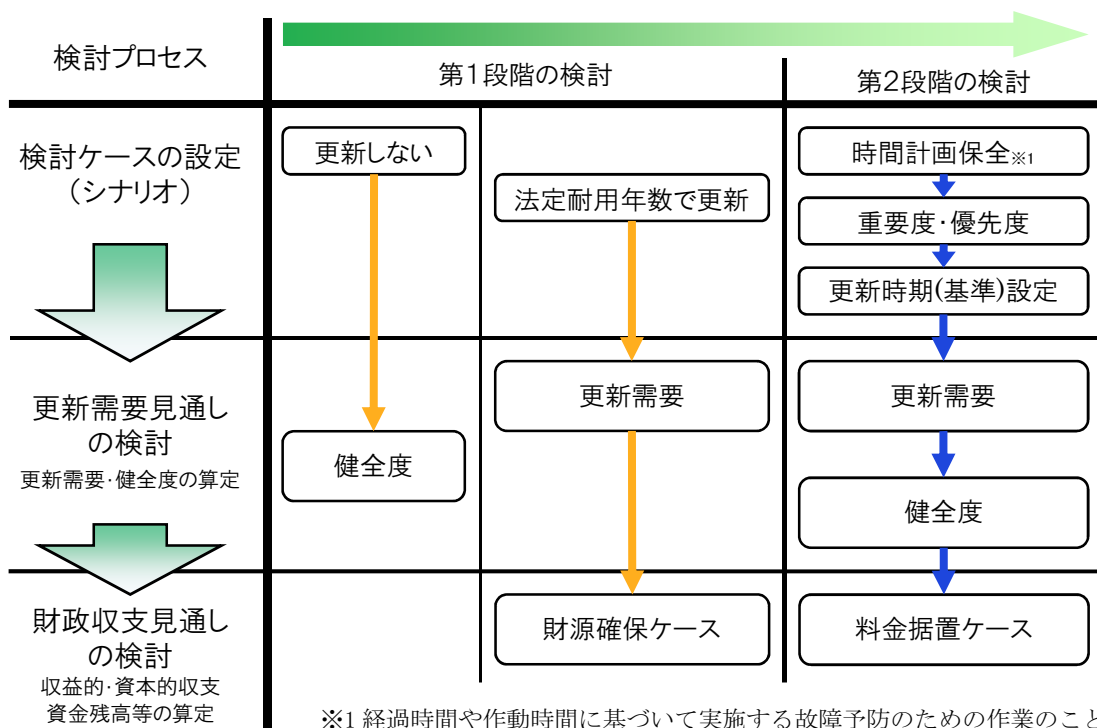 検討プロセス
第1段階の検討
第2段階の検討
検討ケースの設定
（シナリオ）
更新しない
法定耐用年数で更新
時間計画保全※1
重要度・優先度
更新時期(基準)設定
更新需要見通し
の検討
更新需要・健全度の算定
健全度
更新需要
更新需要
健全度
財政収支見通し
の検討
収益的・資本的収支
資金残高等の算定
財源確保ケース
料金据置ケース
※1 経過時間や作動時間に基づいて実施する故障予防のための作業のこと